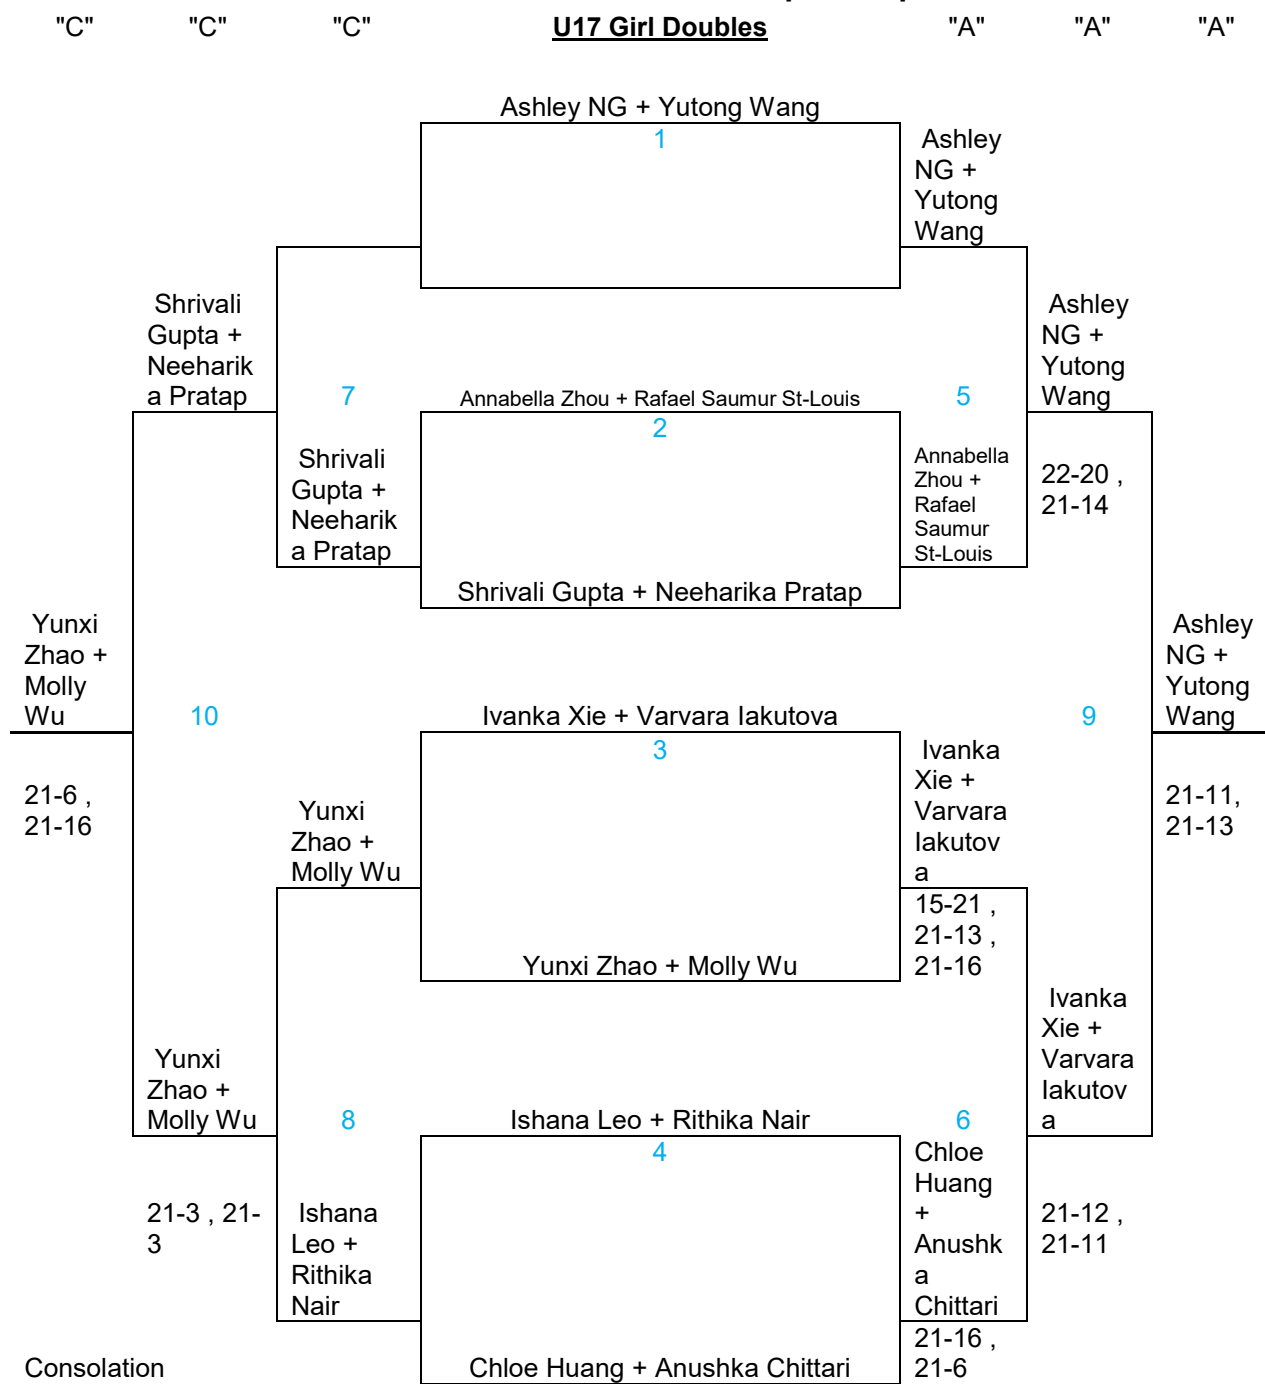 "C" "C" "C" U17 Girl Doubles "A" "A" "A"
Ashley NG + Yutong Wang
1
Ashley
NG +
Yutong
Wang
Shrivali
Gupta +
Neeharik
a Pratap
7
Annabella Zhou + Rafael Saumur St-Louis
5
Ashley
NG +
Yutong
Wang
2
Shrivali
Gupta +
Neeharik
a Pratap
Annabella
Zhou +
Rafael
Saumur
St-Louis
22-20 ,
21-14
Shrivali Gupta + Neeharika Pratap
Yunxi
Zhao +
Molly
Wu
10
Ivanka Xie + Varvara Iakutova
9
Ashley
NG +
Yutong
Wang
3
21-6 ,
21-16
Yunxi
Zhao +
Molly Wu
Ivanka
Xie +
Varvara
Iakutov
a
15-21 ,
21-13 ,
21-16
21-11,
21-13
Yunxi Zhao + Molly Wu
Yunxi
Zhao +
Molly Wu
8
Ishana Leo + Rithika Nair
6
Ivanka
Xie +
Varvara
Iakutov
a
4
21-3 , 21-
3
Ishana
Leo +
Rithika
Nair
Chloe
Huang
+
Anushk
a
Chittari
21-16 ,
21-6
21-12 ,
21-11
Consolation
Chloe Huang + Anushka Chittari